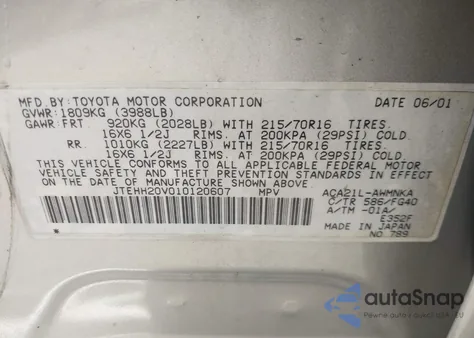 MFD.BY:TOYOTA MOTOR CORPORATION DATE 06/01
GVWR:1809KG (3988LB)
GAWR:FRT 920KG (2028LB) WITH 215/70R16 TIRES.
16X6 1/2J RIMS. AT 200KPA (29PSI) COLD.
RR. 1010KG (2227LB) WITH 215/70R16 TIRES.
16X6 1/2J RIMS. AT 200KPA (29PSI) COLD.
THIS VEHICLE CONFORMS TO ALL APPLICABLE FEDERAL MOTOR
VEHICLE SAFETY AND THEFT PREVENTION STANDARDS IN EFFECT
ON THE DATE OF MANUFACTURE SHOWN ABOVE.
JTEHH20V010120607 MPV ACA21L-AWMNKA
C/TR 586/FG40
A/TM -01A/
E352F
MADE IN JAPAN
NO.789
autoSnap